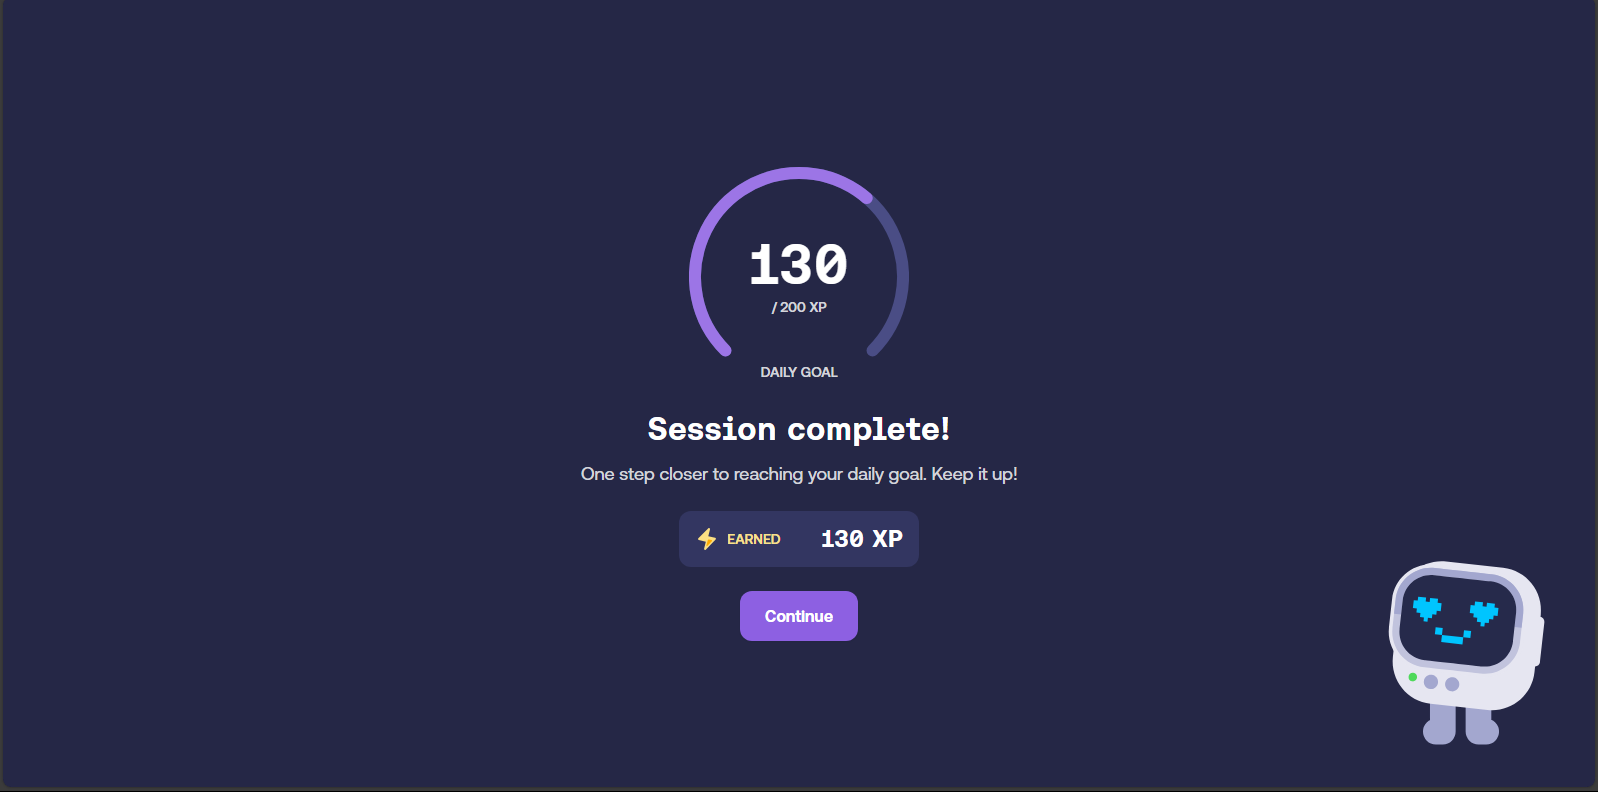 130
/ 200 XP
DAILY GOAL
Session complete!
One step closer to reaching your daily goal. Keep it up!
EARNED 130 XP
Continue